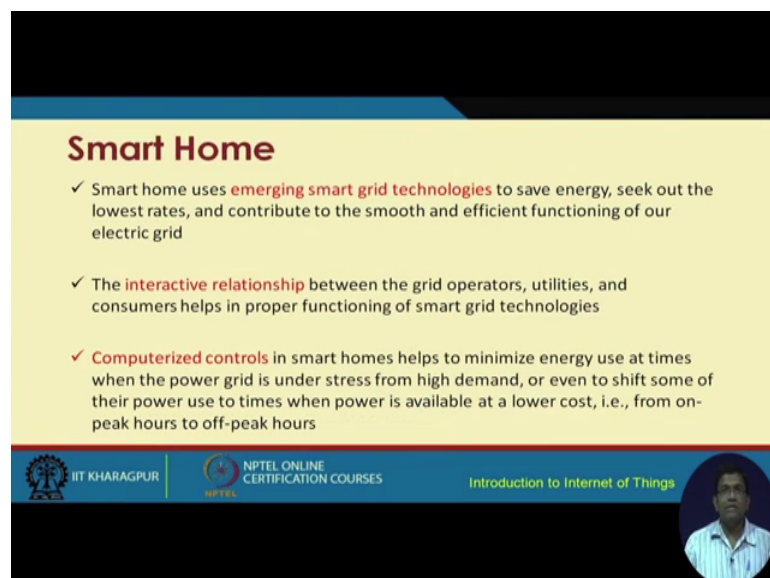 Smart Home
✓ Smart home uses emerging smart grid technologies to save energy, seek out the
lowest rates, and contribute to the smooth and efficient functioning of our
electric grid
✓ The interactive relationship between the grid operators, utilities, and
consumers helps in proper functioning of smart grid technologies
✓ Computerized controls in smart homes helps to minimize energy use at times
when the power grid is under stress from high demand, or even to shift some of
their power use to times when power is available at a lower cost, i.e., from on-
peak hours to off-peak hours
IIT KHARAGPUR
NPTEL
NPTEL ONLINE
CERTIFICATION COURSES
Introduction to Internet of Things